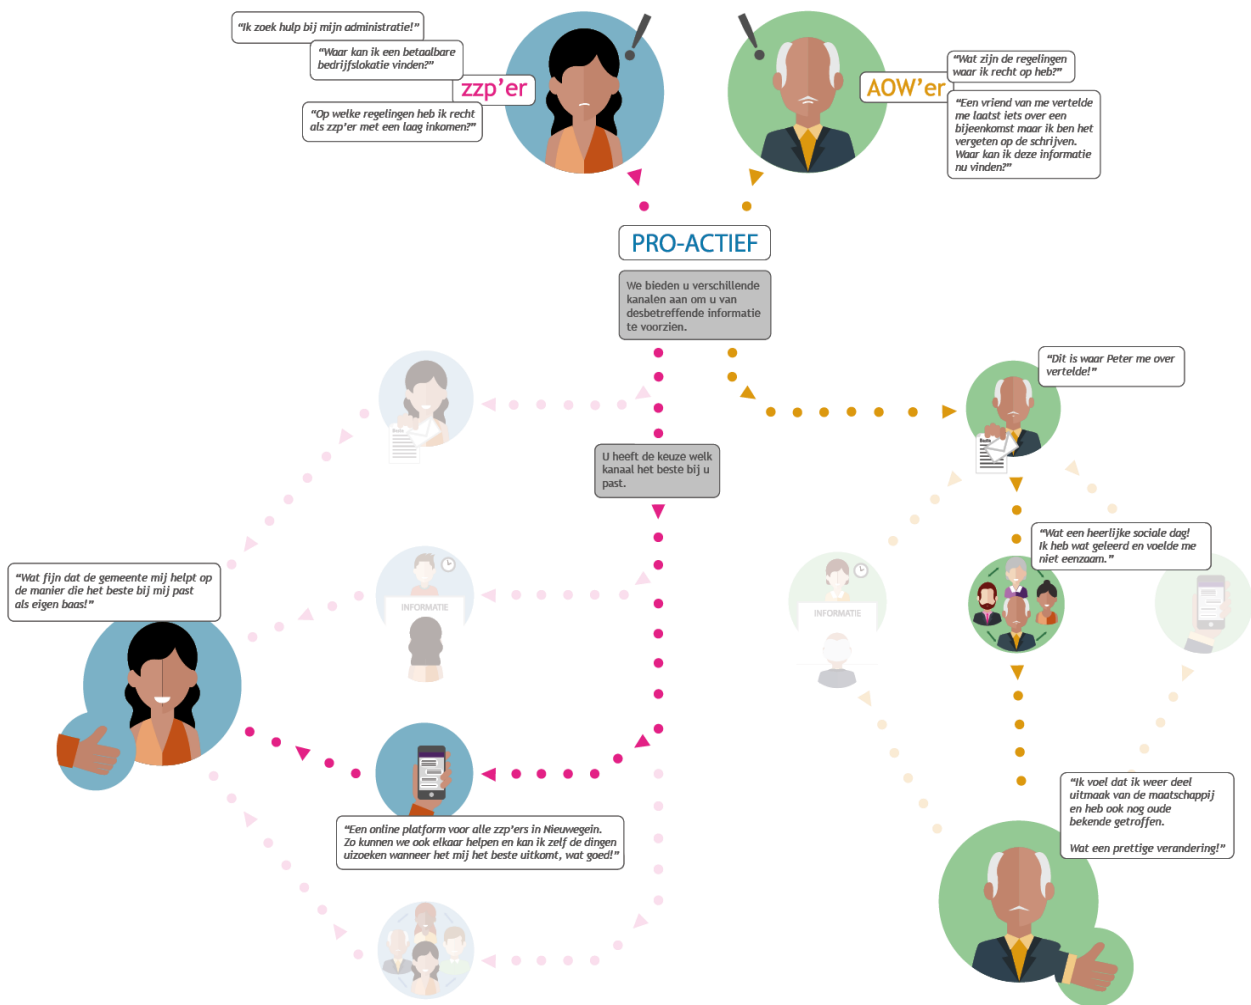 “Ik zoek hulp bij mijn administratie!”
“Waar kan ik een betaalbare
bedrijfslokatie vinden?”
zzp’er
“Op welke regelingen heb ik recht
als zzp’er met een laag inkomen?”
“Wat zijn de regelingen
waar ik recht op heb?”
AOW’er
“Een vriend van me vertelde
me laatst iets over een
bijeenkomst maar ik ben het
vergeten op de schrijven.
Waar kan ik deze informatie
nu vinden?”
PRO-ACTIEF
We bieden u verschillende
kanalen aan om u van
desbetreffende informatie
te voorzien.
“Dit is waar Peter me over
vertelde!”
U heeft de keuze welk
kanaal het beste bij u
past.
“Wat een heerlijke sociale dag!
Ik heb wat geleerd en voelde me
niet eenzaam.”
“Wat fijn dat de gemeente mij helpt op
de manier die het beste bij mij past
als eigen baas!”
INFORMATIE
INFORMATIE
“Een online platform voor alle zzp’ers in Nieuwegein.
Zo kunnen we ook elkaar helpen en kan ik zelf de dingen
uizoeken wanneer het mij het beste uitkomt, wat goed!”
“Ik voel dat ik weer deel
uitmaak van de maatschappij
en heb ook nog oude
bekende getroffen.
Wat een prettige verandering!”